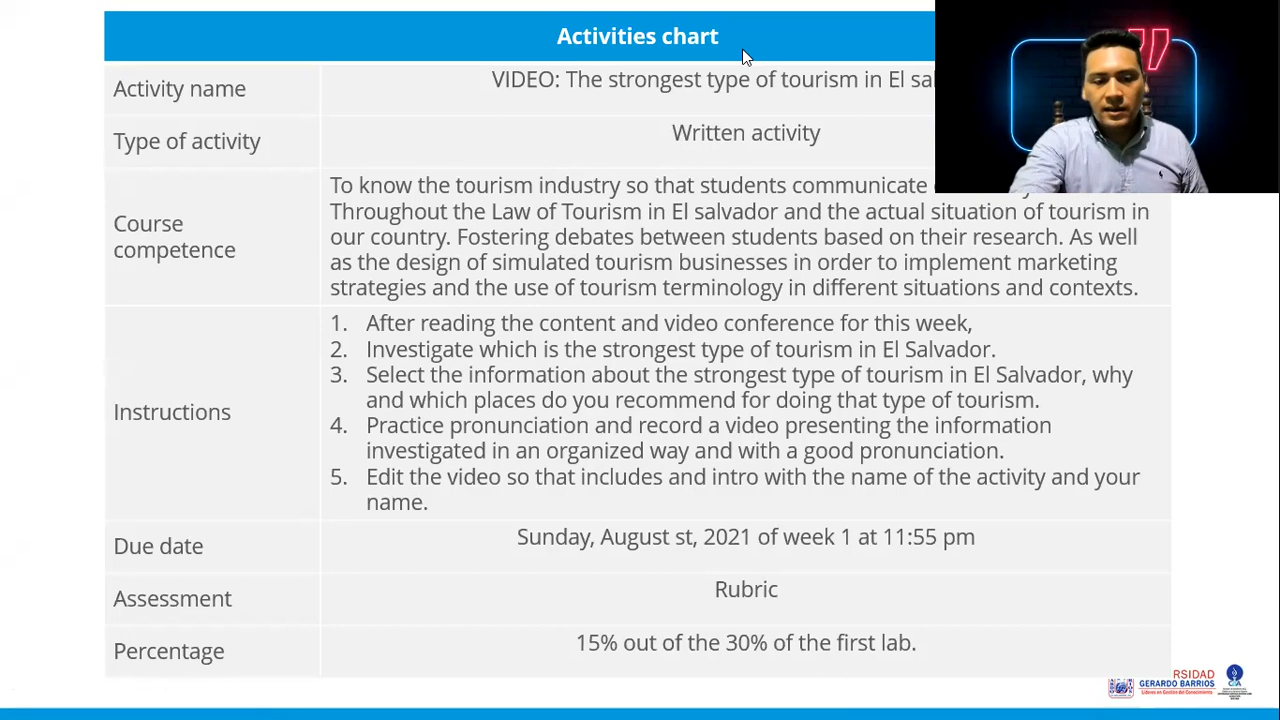 Activities chart
Activity name
VIDEO: The strongest type of tourism in El
Type of activity
Written activity
Course
competence
To know the tourism industry so that students communicate
Throughout the Law of Tourism in El salvador and the actual situation of tourism in
our country. Fostering debates between students based on their research. As well
as the design of simulated tourism businesses in order to implement marketing
strategies and the use of tourism terminology in different situations and contexts.
Instructions
1. After reading the content and video conference for this week,
2. Investigate which is the strongest type of tourism in El Salvador.
3. Select the information about the strongest type of tourism in El Salvador, why
and which places do you recommend for doing that type of tourism.
4. Practice pronunciation and record a video presenting the information
investigated in an organized way and with a good pronunciation.
5. Edit the video so that includes and intro with the name of the activity and your
name.
Due date
Sunday, August st, 2021 of week 1 at 11:55 pm
Assessment
Rubric
Percentage
15% out of the 30% of the first lab.
RSIDAD
GERARDO BARRIOS
Líderes en Gestión del Conocimiento